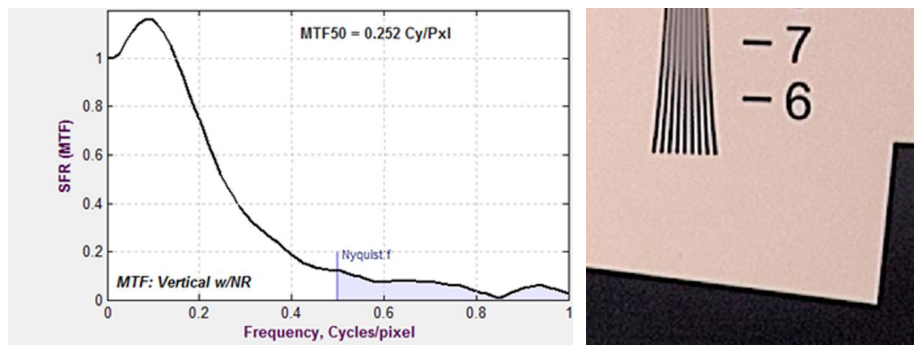 MTF50 = 0.252 Cy/Pxl
1
0.8
0.6
0.4
0.2
0
SFR (MTF)
Nyquist f
MTF: Vertical w/NR
0 0.2 0.4 0.6 0.8 1
Frequency, Cycles/pixel
7
6